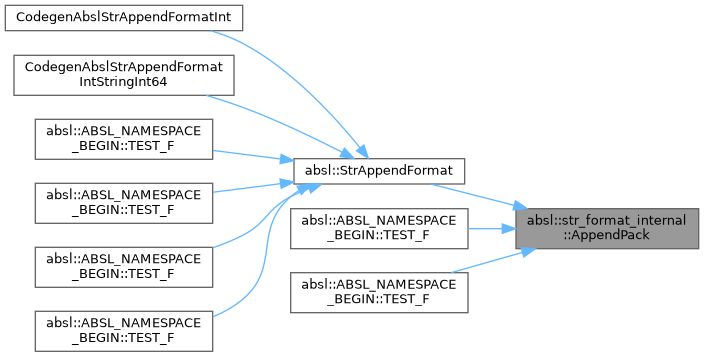 CodegenAbslStrAppendFormatInt
CodegenAbslStrAppendFormat
IntStringInt64
absl::ABSL_NAMESPACE
_BEGIN::TEST_F
absl::ABSL_NAMESPACE
_BEGIN::TEST_F
absl::ABSL_NAMESPACE
_BEGIN::TEST_F
absl::ABSL_NAMESPACE
_BEGIN::TEST_F
absl::StrAppendFormat
absl::ABSL_NAMESPACE
_BEGIN::TEST_F
absl::ABSL_NAMESPACE
_BEGIN::TEST_F
absl::str_format_internal
::AppendPack